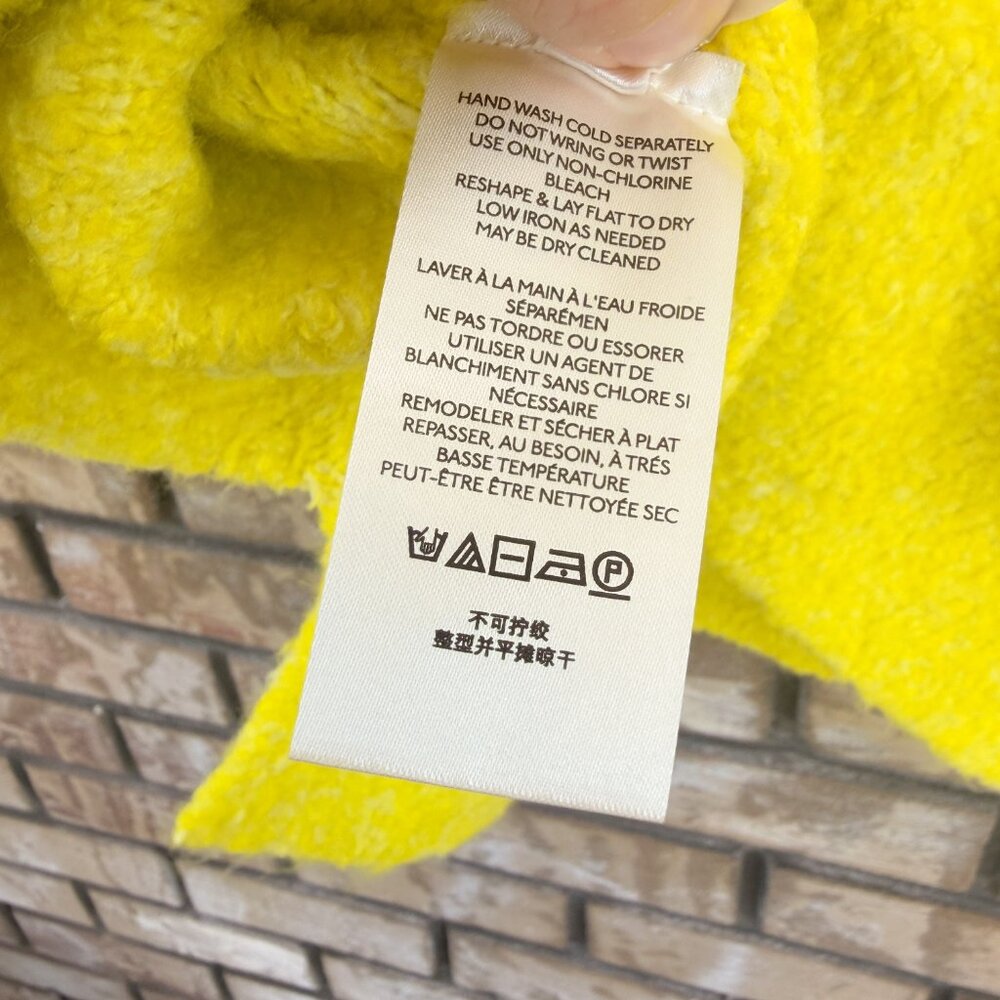 HAND WASH COLD SEPARATELY
DO NOT WRING OR TWIST
USE ONLY NON-CHLORINE
BLEACH
RESHAPE & LAY FLAT TO DRY
LOW IRON AS NEEDED
MAY BE DRY CLEANED
LAVER À LA MAIN À L'EAU FROIDE
SÉPARÉMEN
NE PAS TORDRE OU ESSORER
UTILISER UN AGENT DE
BLANCHIMENT SANS CHLORE SI
NÉCESSAIRE
REMODELER ET SÉCHER À PLAT
REPASSER, AU BESOIN, À TRÉS
BASSE TEMPÉRATURE
PEUT-ÊTRE ÊTRE NETTOYÉE SEC
P
不可拧绞
整型并平摊晾干